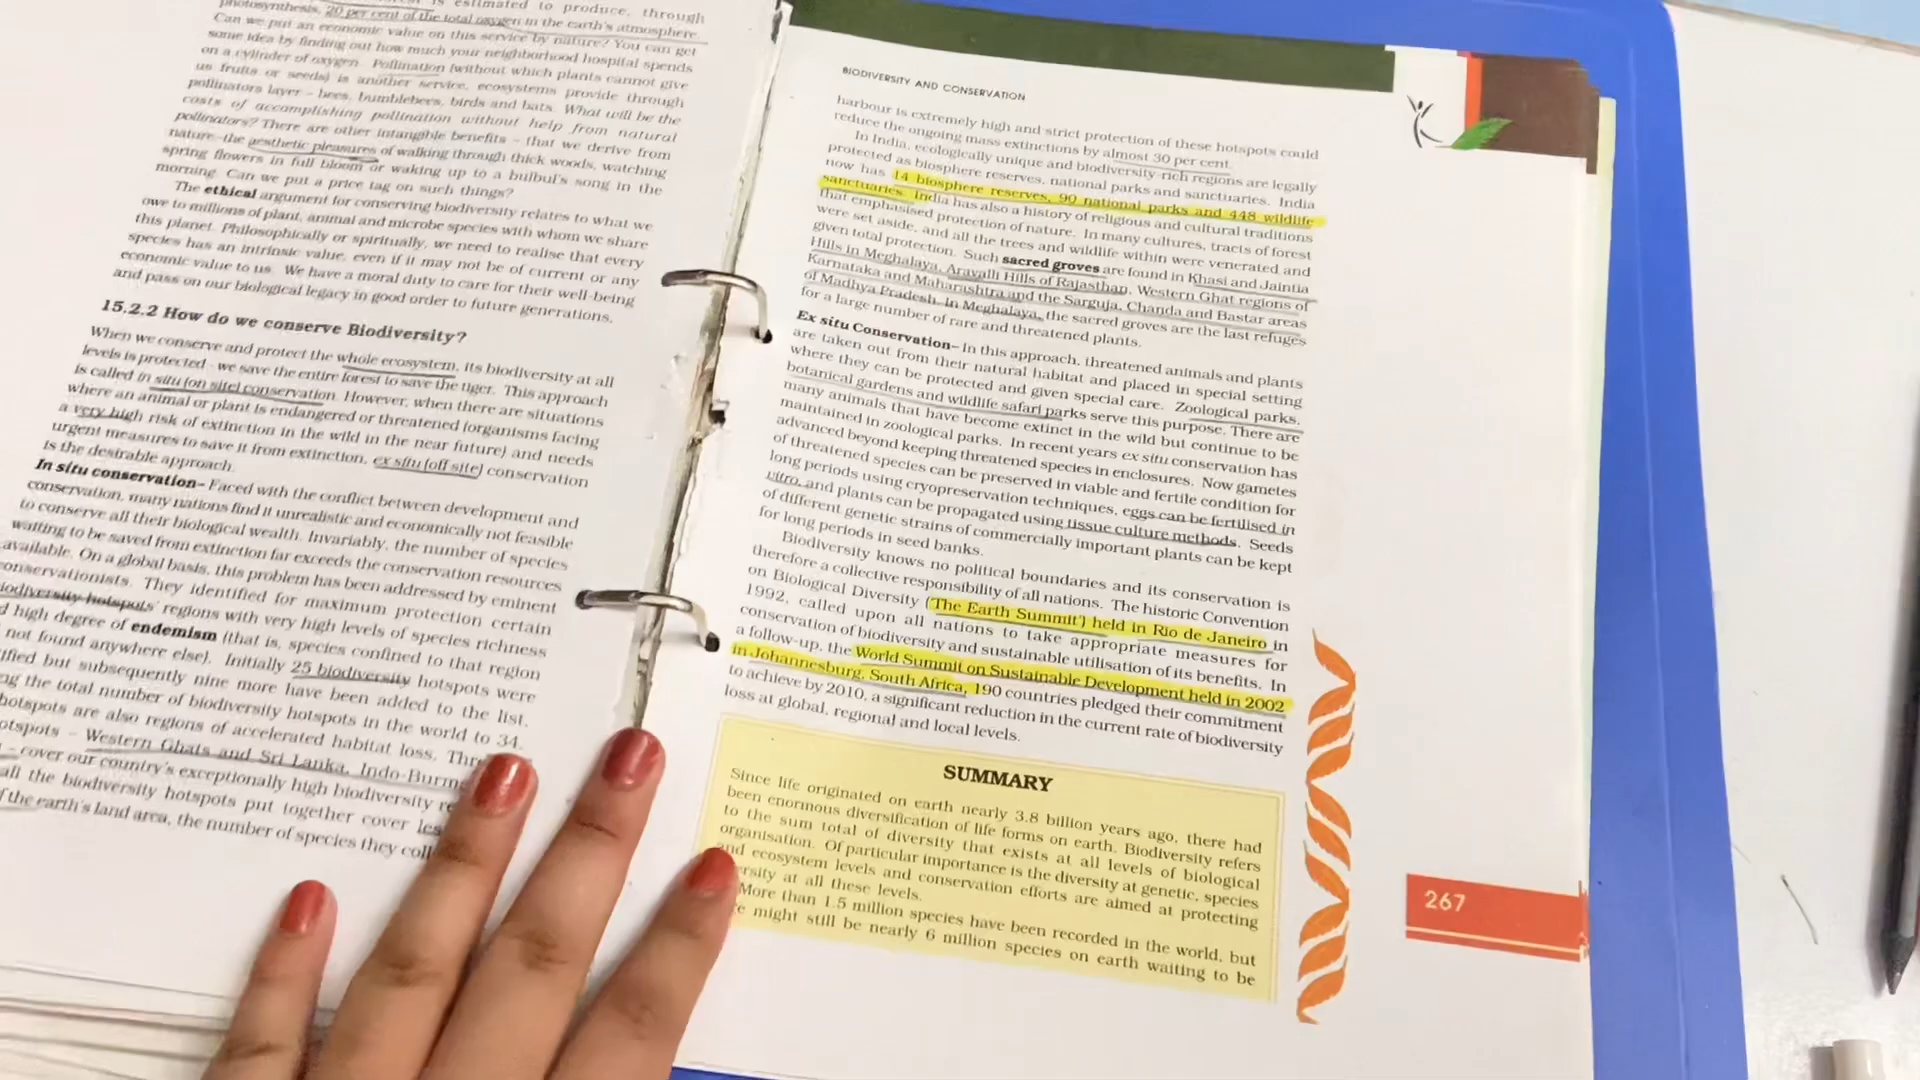 is estimated to produce, through
photosynthesis, 20 per cent of the total oxygen in the earth's atmosphere.
Can we put an economic value on this service by nature? You can get
some idea by finding out how much your neighborhood hospital spends
on a cylinder of oxygen. Pollination (without which plants cannot give
us fruits or seeds) is another service, ecosystems provide through
pollinators layer – bees, bumblebees, birds and bats. What will be the
costs of accomplishing pollination without help from natural
pollinators? There are other intangible benefits – that we derive from
nature–the aesthetic pleasures of walking through thick woods, watching
spring flowers in full bloom or waking up to a bulbul's song in the
morning. Can we put a price tag on such things?
The ethical argument for conserving biodiversity relates to what we
owe to millions of plant, animal and microbe species with whom we share
this planet. Philosophically or spiritually, we need to realise that every
species has an intrinsic value, even if it may not be of current or any
economic value to us. We have a moral duty to care for their well-being
and pass on our biological legacy in good order to future generations.
15.2.2 How do we conserve Biodiversity?
When we conserve and protect the whole ecosystem, its biodiversity at all
levels is protected - we save the entire forest to save the tiger. This approach
is called in situ (on site) conservation. However, when there are situations
where an animal or plant is endangered or threatened (organisms facing
a very high risk of extinction in the wild in the near future) and needs
urgent measures to save it from extinction, ex situ (off site) conservation
is the desirable approach.
In situ conservation– Faced with the conflict between development and
conservation, many nations find it unrealistic and economically not feasible
to conserve all their biological wealth. Invariably, the number of species
waiting to be saved from extinction far exceeds the conservation resources
available. On a global basis, this problem has been addressed by eminent
conservationists. They identified for maximum protection certain
biodiversity hotspots' regions with very high levels of species richness
high degree of endemism (that is, species confined to that region
not found anywhere else). Initially 25 biodiversity hotspots were
ified but subsequently nine more have been added to the list,
ng the total number of biodiversity hotspots in the world to 34.
hotspots are also regions of accelerated habitat loss. Thr
otspots – Western Ghats and Sri Lanka, Indo-Burm
– cover our country's exceptionally high biodiversity re
all the biodiversity hotspots put together cover les
f the earth's land area, the number of species they coll
BIODIVERSITY AND CONSERVATION
harbour is extremely high and strict protection of these hotspots could
reduce the ongoing mass extinctions by almost 30 per cent.
In India, ecologically unique and biodiversity-rich regions are legally
protected as biosphere reserves, national parks and sanctuaries. India
now has 14 biosphere reserves, 90 national parks and 448 wildlife
sanctuaries. India has also a history of religious and cultural traditions
that emphasised protection of nature. In many cultures, tracts of forest
were set aside, and all the trees and wildlife within were venerated and
given total protection. Such sacred groves are found in Khasi and Jaintia
Hills in Meghalaya, Aravalli Hills of Rajasthan, Western Ghat regions of
Karnataka and Maharashtra and the Sarguja, Chanda and Bastar areas
of Madhya Pradesh. In Meghalaya, the sacred groves are the last refuges
for a large number of rare and threatened plants.
Ex situ Conservation– In this approach, threatened animals and plants
are taken out from their natural habitat and placed in special setting
where they can be protected and given special care. Zoological parks,
botanical gardens and wildlife safari parks serve this purpose. There are
many animals that have become extinct in the wild but continue to be
maintained in zoological parks. In recent years ex situ conservation has
advanced beyond keeping threatened species in enclosures. Now gametes
of threatened species can be preserved in viable and fertile condition for
long periods using cryopreservation techniques, eggs can be fertilised in
vitro, and plants can be propagated using tissue culture methods. Seeds
of different genetic strains of commercially important plants can be kept
for long periods in seed banks.
Biodiversity knows no political boundaries and its conservation is
therefore a collective responsibility of all nations. The historic Convention
on Biological Diversity ('The Earth Summit') held in Rio de Janeiro in
1992, called upon all nations to take appropriate measures for
conservation of biodiversity and sustainable utilisation of its benefits. In
a follow-up, the World Summit on Sustainable Development held in 2002
in Johannesburg, South Africa, 190 countries pledged their commitment
to achieve by 2010, a significant reduction in the current rate of biodiversity
loss at global, regional and local levels.
SUMMARY
Since life originated on earth nearly 3.8 billion years ago, there had
been enormous diversification of life forms on earth. Biodiversity refers
to the sum total of diversity that exists at all levels of biological
organisation. Of particular importance is the diversity at genetic, species
and ecosystem levels and conservation efforts are aimed at protecting
ersity at all these levels.
More than 1.5 million species have been recorded in the world, but
e might still be nearly 6 million species on earth waiting to be
267